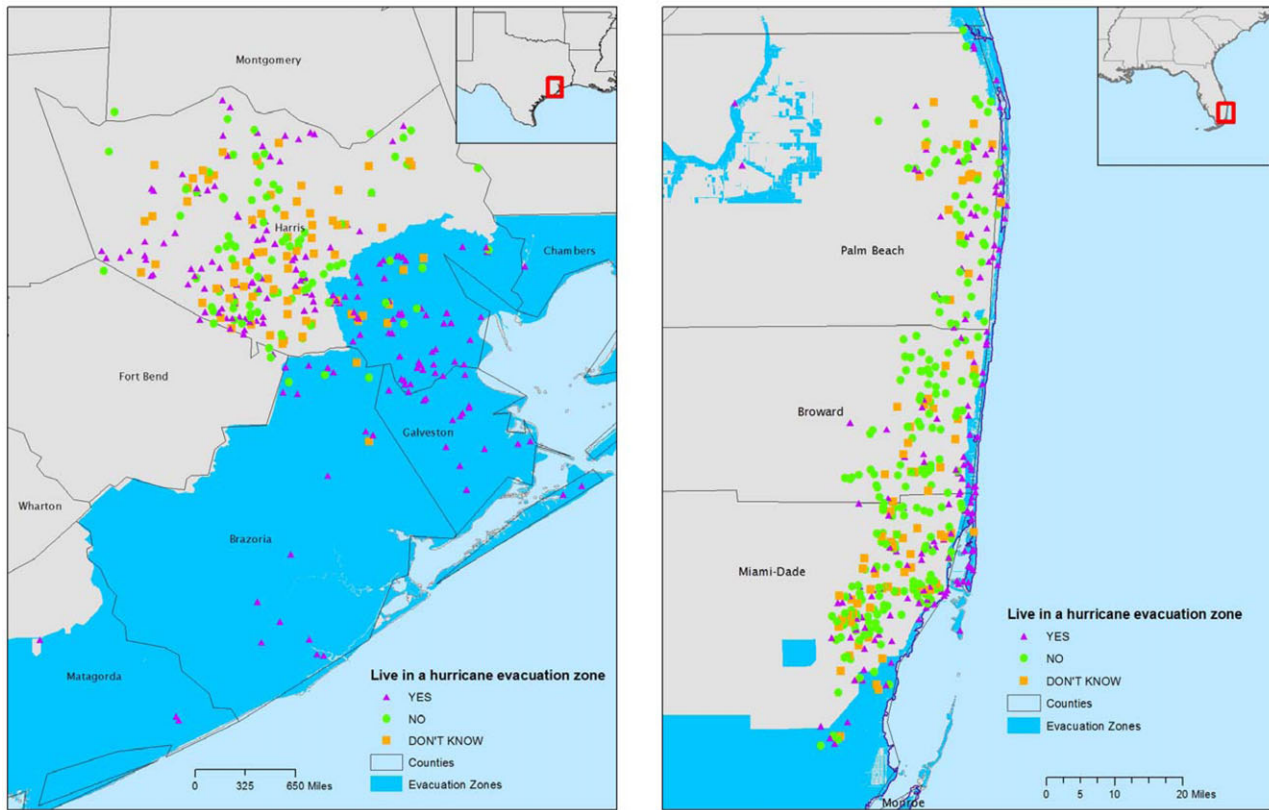 Montgomery
Harris
Chambers
Fort Bend
Galveston
Wharton
Brazoria
Matagorda
Live in a hurricane evacuation zone
YES
NO
DON'T KNOW
Counties
Evacuation Zones
0 325 650 Miles
Palm Beach
Broward
Miami-Dade
Monroe
Live in a hurricane evacuation zone
YES
NO
DON'T KNOW
Counties
Evacuation Zones
0 5 10 20 Miles